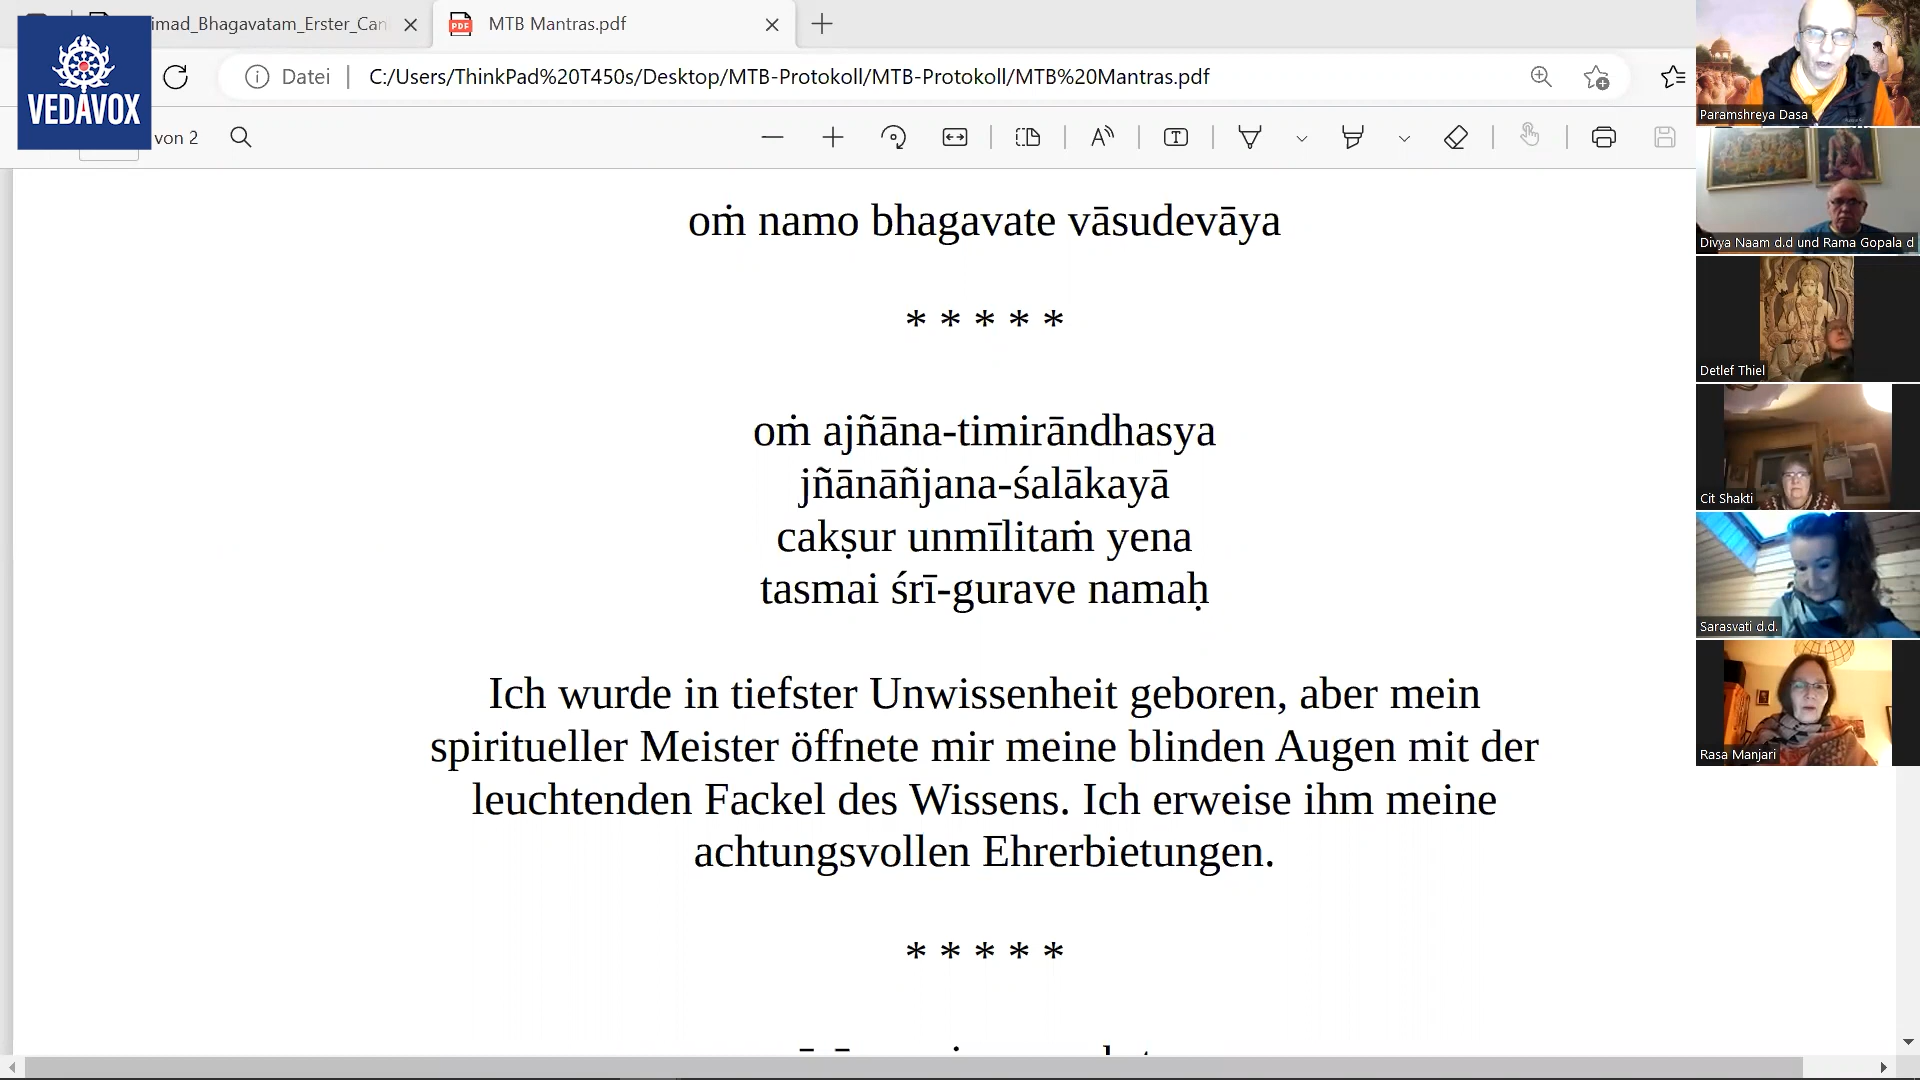 imad_Bhagavatam_Erster_Can
MTB Mantras.pdf
VEDAVOX
Datei
C:/Users/ThinkPad%20T450s/Desktop/MTB-Protokoll/MTB-Protokoll/MTB%20Mantras.pdf
von 2
oṁ namo bhagavate vāsudevāya
* * * * *
oṁ ajñāna-timirāndhasya
jñānāñjana-śalākayā
cakṣur unmīlitaṁ yena
tasmai śrī-gurave namaḥ
Ich wurde in tiefster Unwissenheit geboren, aber mein
spiritueller Meister öffnete mir meine blinden Augen mit der
leuchtenden Fackel des Wissens. Ich erweise ihm meine
achtungsvollen Ehrerbietungen.
* * * * *
Paramshreya Dasa
Divya Naam d.d und Rama Gopala d
Detlef Thiel
Cit Shakti
Sarasvati d.d.
Rasa Manjari